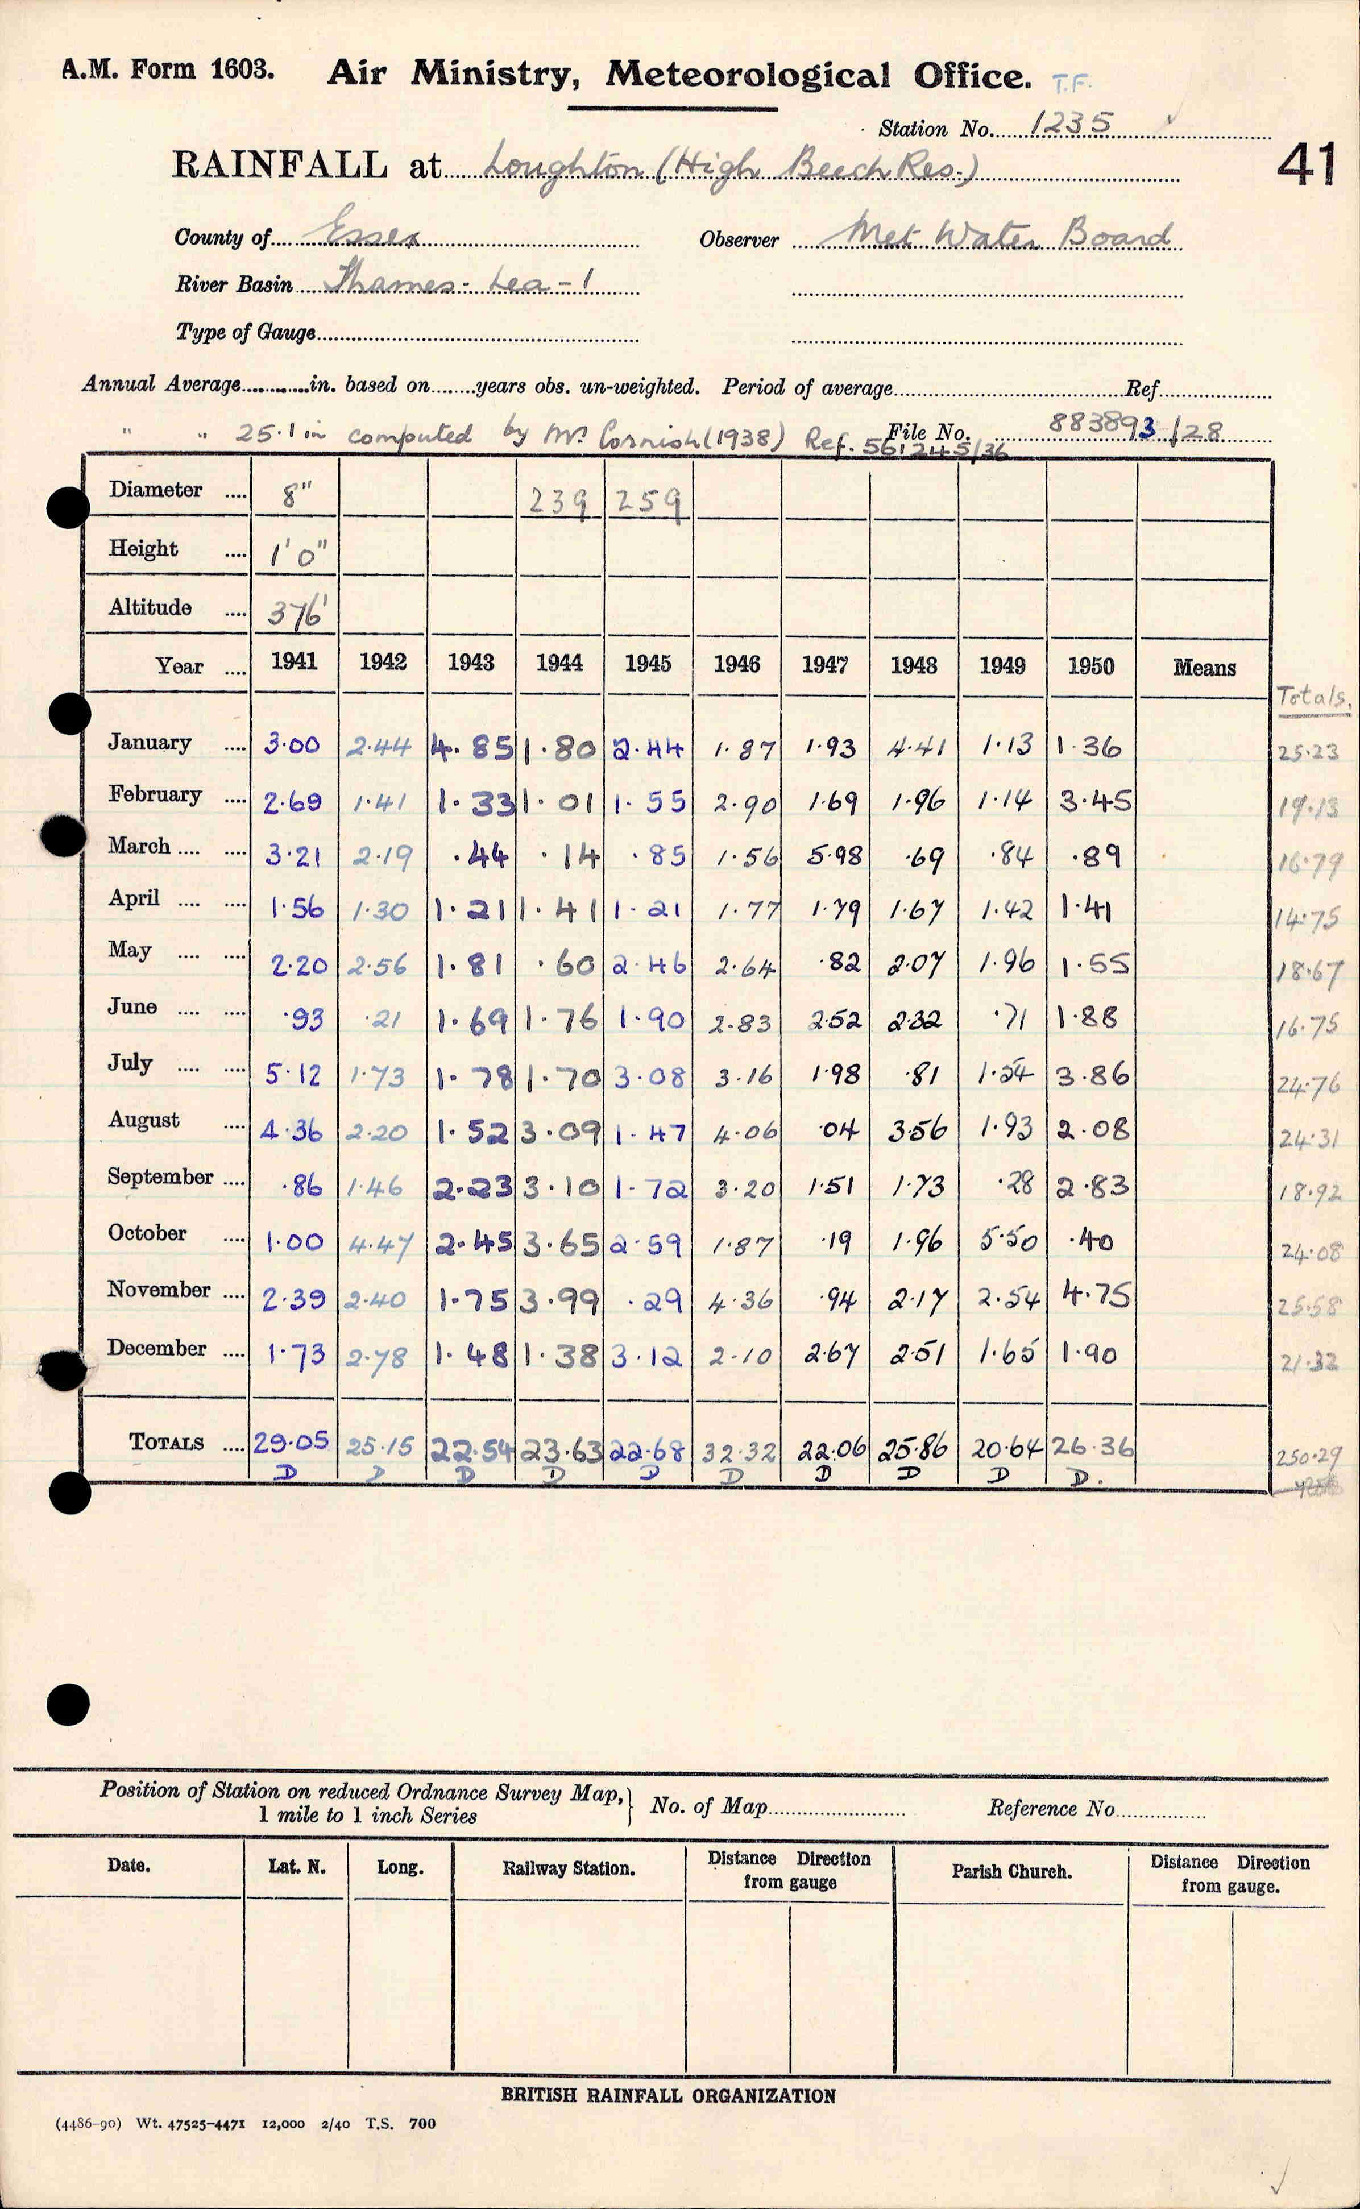 A.M. Form 1603. Air Ministry, Meteorological Office. T.F.
Station No. 1235
41
RAINFALL at Loughton (High Beech Res.)
County of Essex Observer Met Water Board
River Basin Thames - Lea - 1
Type of Gauge
Annual Average in. based on years obs. un-weighted. Period of average Ref
" " 25.1 in computed by Mr. Cornish (1938) Ref. 561245/36 File No. 883893/28
Diameter .... 8" 239 259
Height .... 1' 0"
Altitude .... 376'
Year .... 1941 1942 1943 1944 1945 1946 1947 1948 1949 1950 Means Totals.
January .... 3.00 2.44 4.85 1.80 2.44 1.87 1.93 4.41 1.13 1.36 25.23
February .... 2.69 1.41 1.33 1.01 1.55 2.90 1.69 1.96 1.14 3.45 19.13
March .... .... 3.21 2.19 .44 .14 .85 1.56 5.98 .69 .84 .89 16.79
April .... .... 1.56 1.30 1.21 1.41 1.21 1.77 1.79 1.67 1.42 1.41 14.75
May .... .... 2.20 2.56 1.81 .60 2.46 2.64 .82 2.07 1.96 1.55 18.67
June .... .... .93 .21 1.69 1.76 1.90 2.83 2.52 2.32 .71 1.88 16.75
July .... .... 5.12 1.73 1.78 1.70 3.08 3.16 1.98 .81 1.54 3.86 24.76
August .... 4.36 2.20 1.52 3.09 1.47 4.06 .04 3.56 1.93 2.08 24.31
September .... .86 1.46 2.23 3.10 1.72 3.20 1.51 1.73 .28 2.83 18.92
October .... 1.00 4.47 2.45 3.65 2.59 1.87 .19 1.96 5.50 .40 24.08
November .... 2.39 2.40 1.75 3.99 .29 4.36 .94 2.17 2.54 4.75 25.58
December .... 1.73 2.78 1.48 1.38 3.12 2.10 2.67 2.51 1.65 1.90 21.32
TOTALS .... 29.05 25.15 22.54 23.63 22.68 32.32 22.06 25.86 20.64 26.36 250.29
D D D D D D D D D D.
Position of Station on reduced Ordnance Survey Map, } No. of Map Reference No
1 mile to 1 inch Series
Date. Lat. N. Long. Railway Station. Distance Direction from gauge Parish Church. Distance Direction from gauge.
BRITISH RAINFALL ORGANIZATION
(4486-90) Wt. 47525-4471 12,000 2/40 T.S. 700